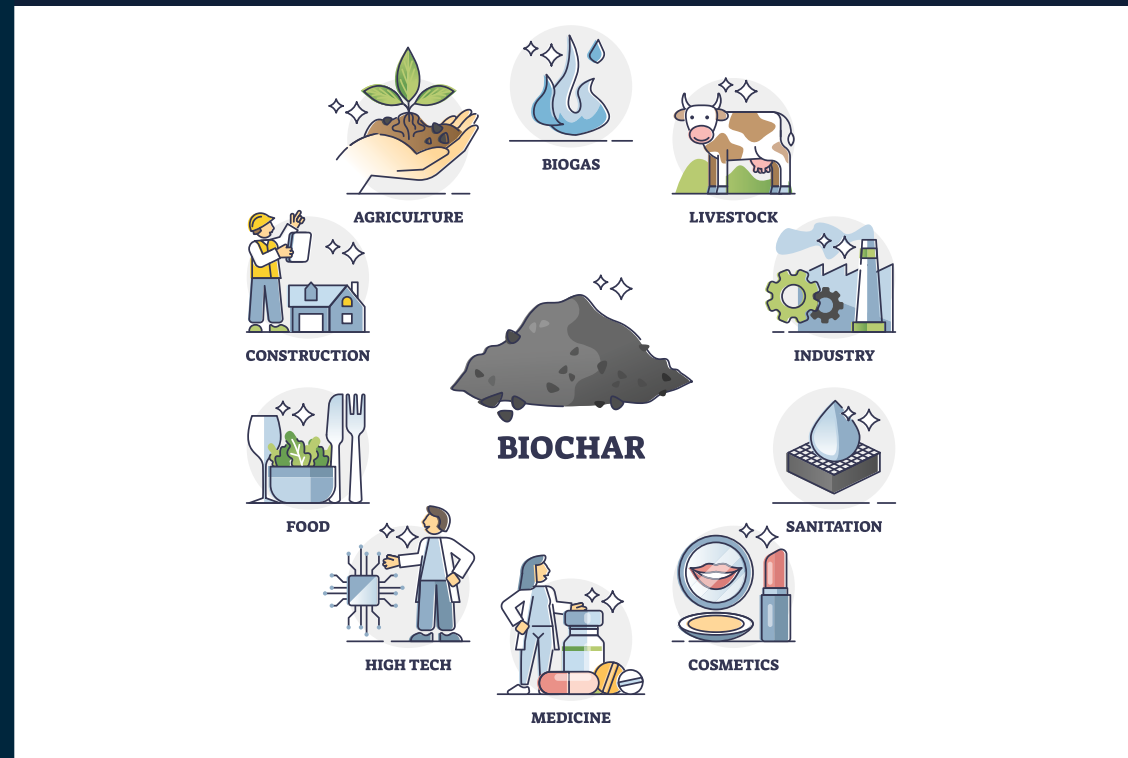 BIOGAS
AGRICULTURE
LIVESTOCK
CONSTRUCTION
INDUSTRY
BIOCHAR
FOOD
SANITATION
HIGH TECH
COSMETICS
MEDICINE